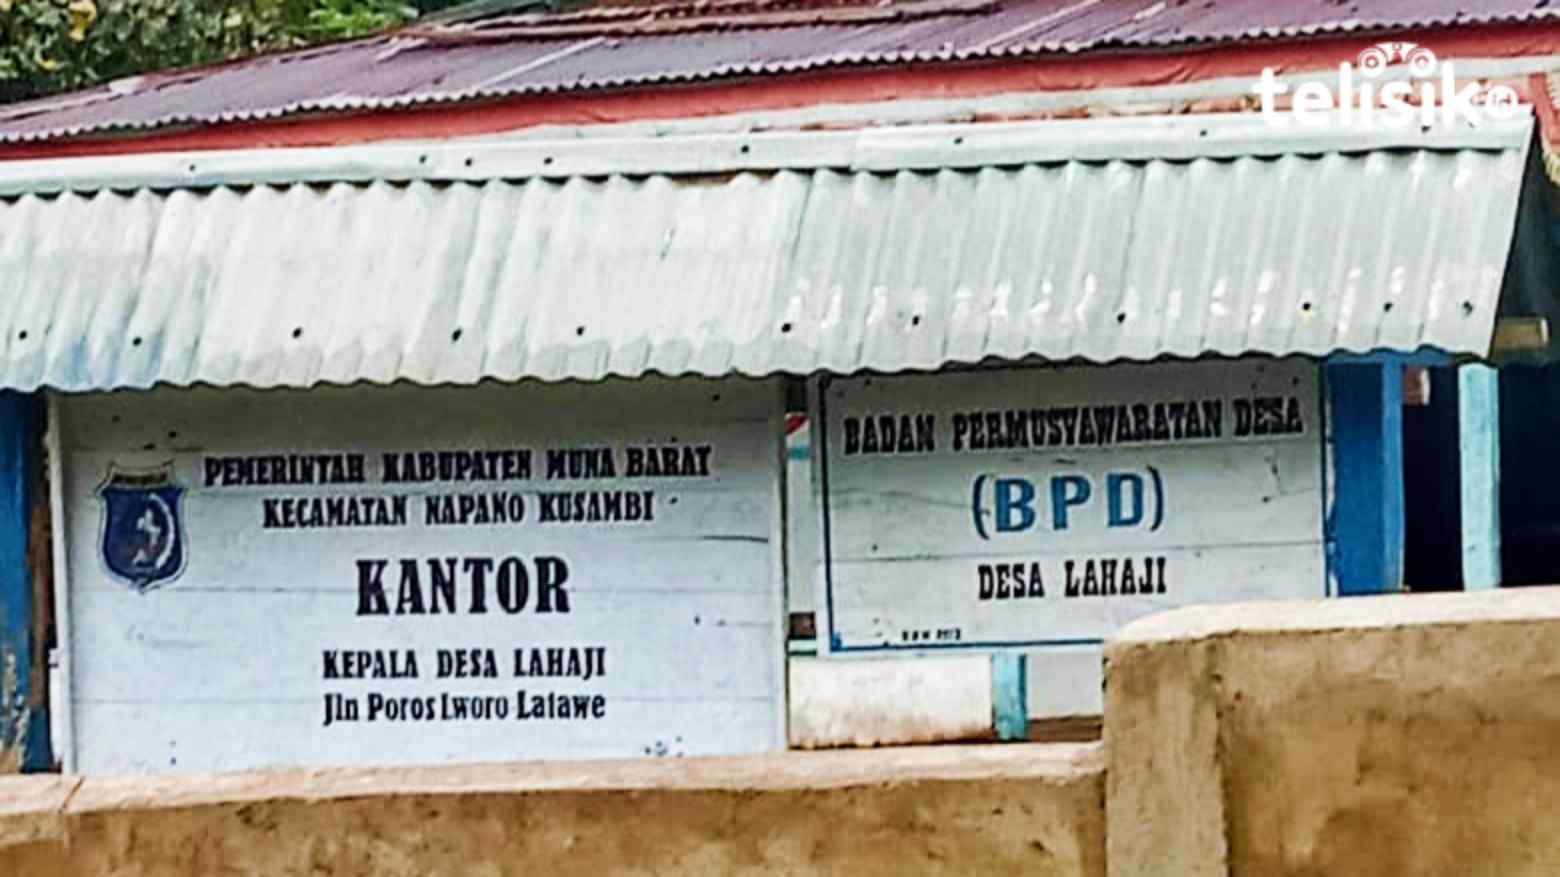 telisik.id
PEMERINTAH KABUPATEN MUNA BARAT
KECAMATAN NAPANO KUSAMBI
KANTOR
KEPALA DESA LAHAJI
Jln Poros Lworo Latawe
BADAN PERMUSYAWARATAN DESA
(BPD)
DESA LAHAJI